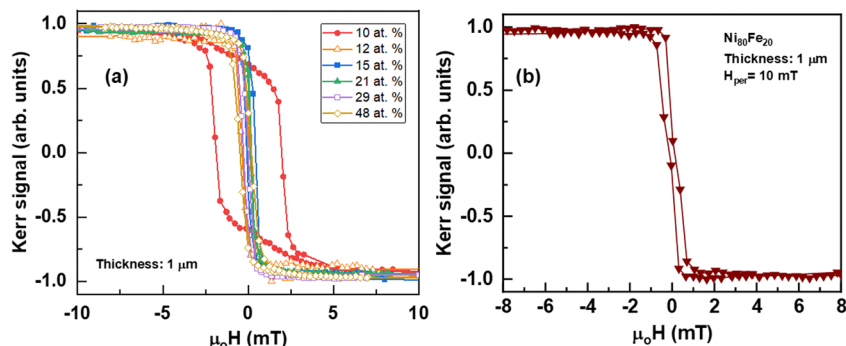 1.0
0.5
0.0
-0.5
-1.0
Kerr signal (arb. units)
(a)
10 at. %
12 at. %
15 at. %
21 at. %
29 at. %
48 at. %
Thickness: 1 μm
-10
-5
0
5
10
μoH (mT)
1.0
0.5
0.0
-0.5
-1.0
Kerr signal (arb. units)
(b)
Ni80Fe20
Thickness: 1 μm
Hper= 10 mT
-8
-6
-4
-2
0
2
4
6
8
μoH (mT)